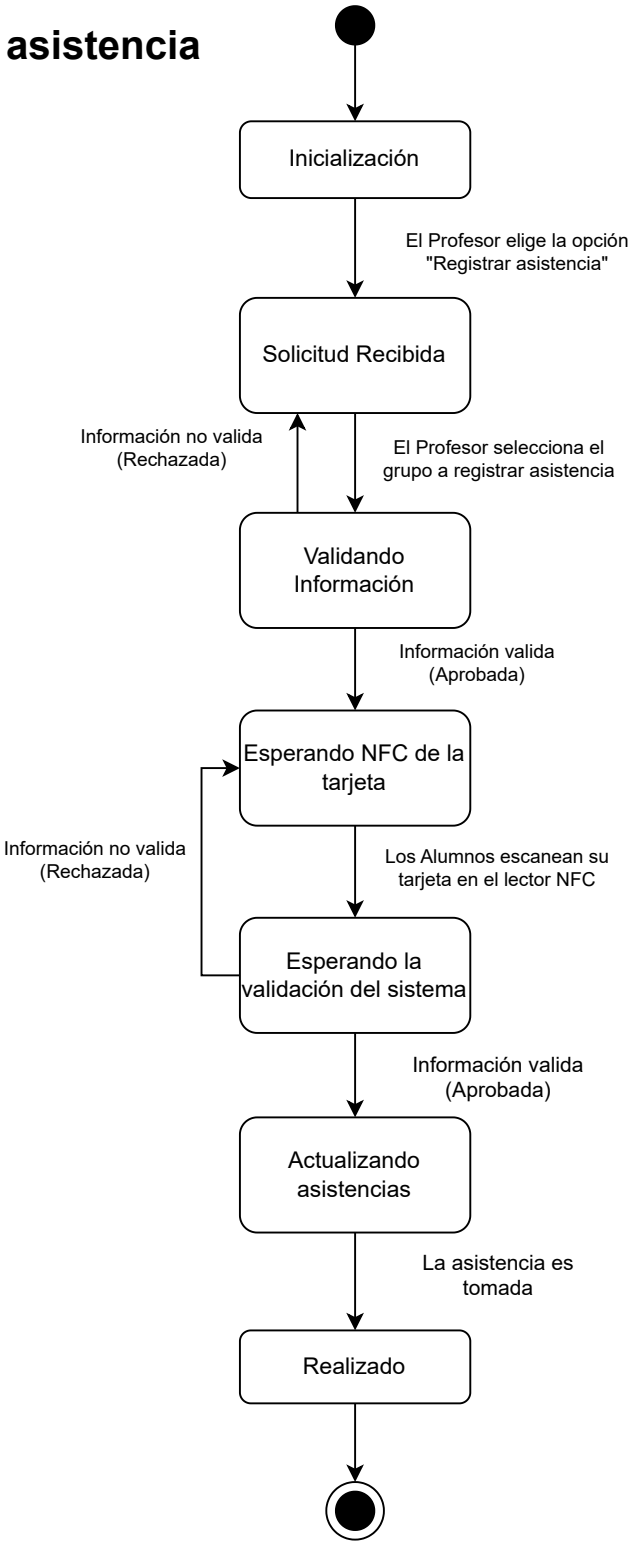 asistencia
Inicialización
El Profesor elige la opción
"Registrar asistencia"
Solicitud Recibida
Información no valida
(Rechazada)
El Profesor selecciona el
grupo a registrar asistencia
Validando
Información
Información valida
(Aprobada)
Esperando NFC de la
tarjeta
Información no valida
(Rechazada)
Los Alumnos escanean su
tarjeta en el lector NFC
Esperando la
validación del sistema
Información valida
(Aprobada)
Actualizando
asistencias
La asistencia es
tomada
Realizado